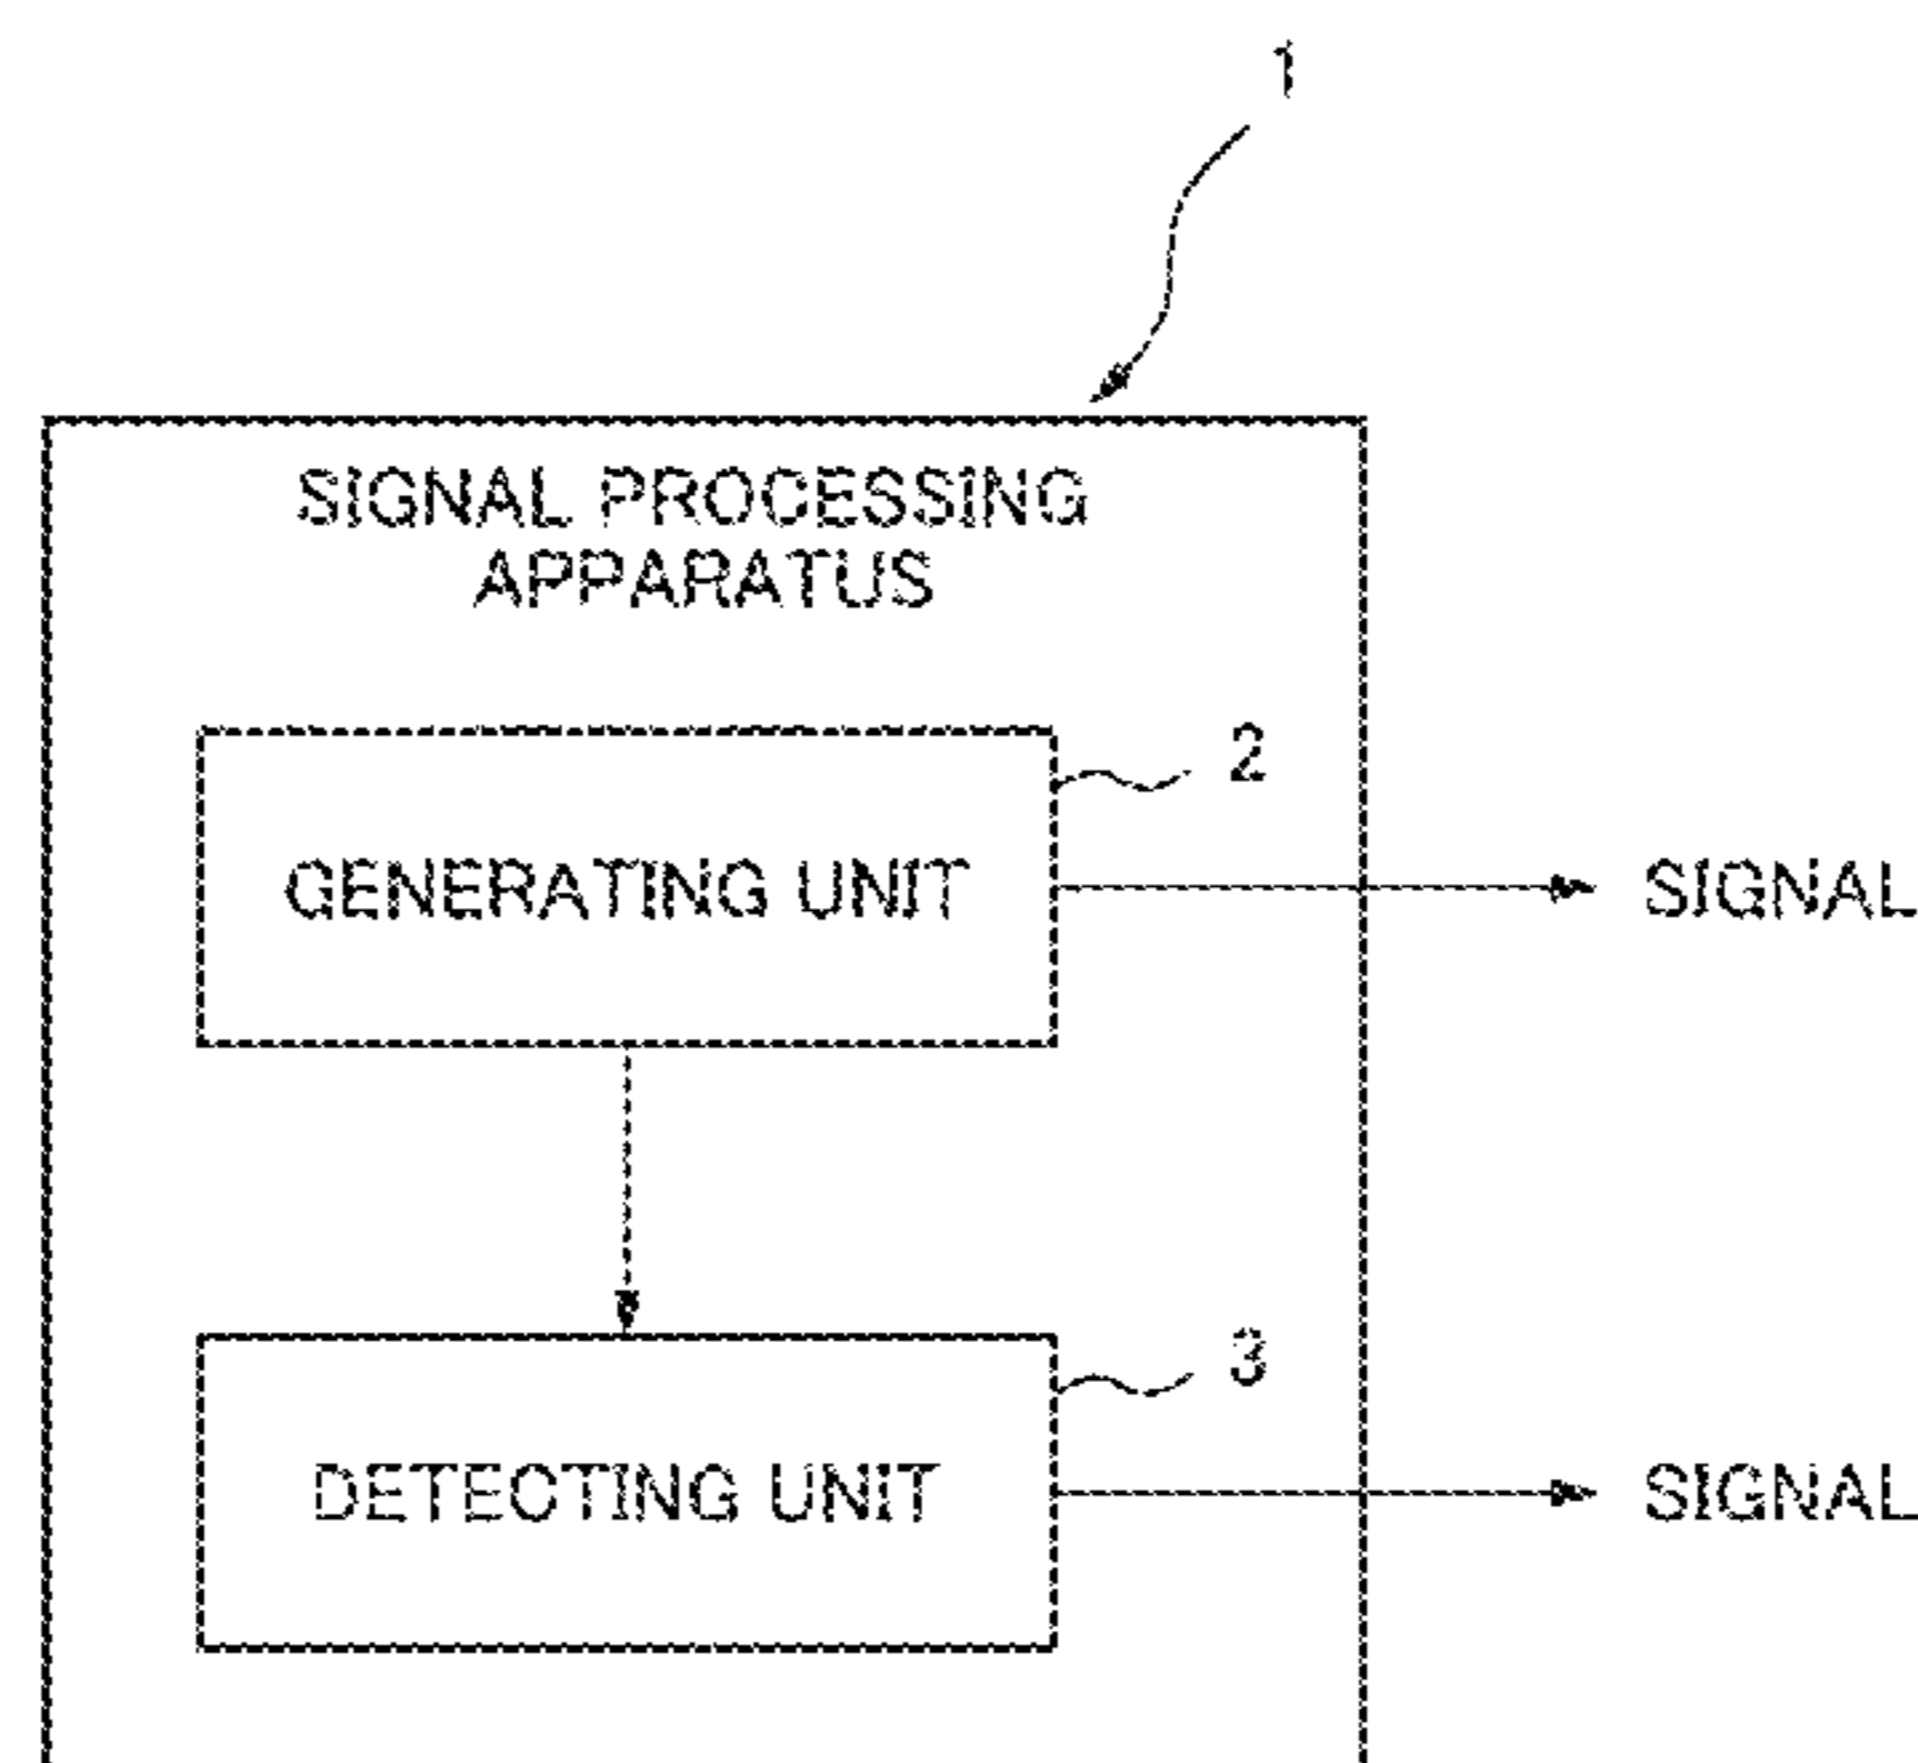 1
SIGNAL PROCESSING
APPARATUS
2
GENERATING UNIT
SIGNAL
3
DETECTING UNIT
SIGNAL